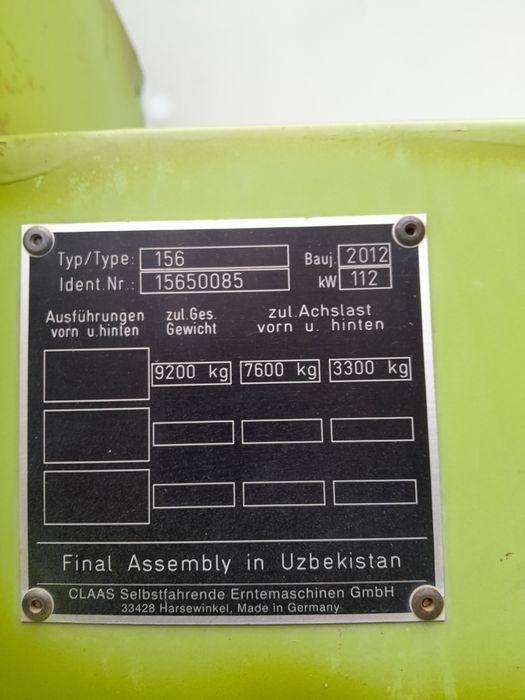 Typ/Type: 156 Bauj. 2012
Ident.Nr.: 15650085 kW 112
Ausführungen zul.Ges. zul.Achslast
vorn u.hinten Gewicht vorn u. hinten
9200 kg 7600 kg 3300 kg
Final Assembly in Uzbekistan
CLAAS Selbstfahrende Erntemaschinen GmbH
33428 Harsewinkel, Made in Germany